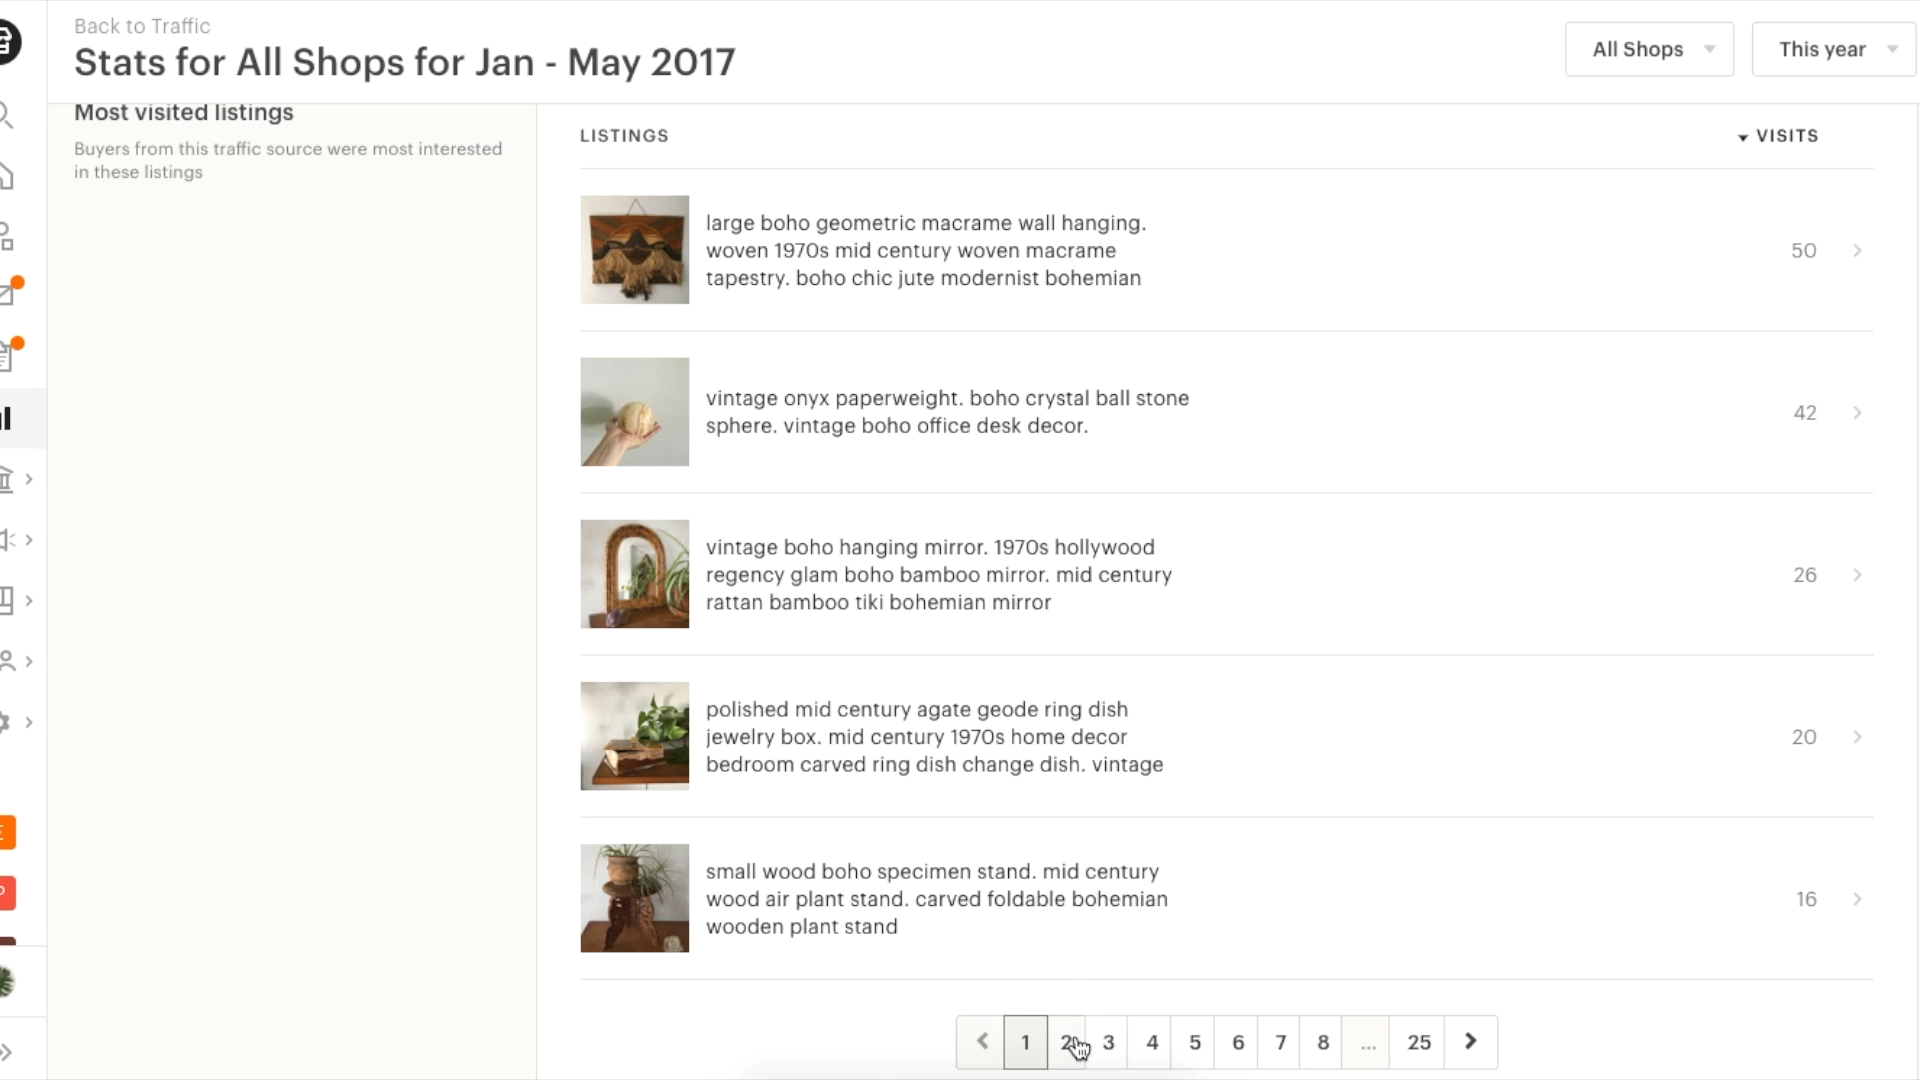 Back to Traffic
Stats for All Shops for Jan - May 2017
All Shops
This year
Most visited listings
Buyers from this traffic source were most interested
in these listings
LISTINGS
VISITS
large boho geometric macrame wall hanging.
woven 1970s mid century woven macrame
tapestry. boho chic jute modernist bohemian
50
vintage onyx paperweight. boho crystal ball stone
sphere. vintage boho office desk decor.
42
vintage boho hanging mirror. 1970s hollywood
regency glam boho bamboo mirror. mid century
rattan bamboo tiki bohemian mirror
26
polished mid century agate geode ring dish
jewelry box. mid century 1970s home decor
bedroom carved ring dish change dish. vintage
20
small wood boho specimen stand. mid century
wood air plant stand. carved foldable bohemian
wooden plant stand
16
1 2 3 4 5 6 7 8 ... 25